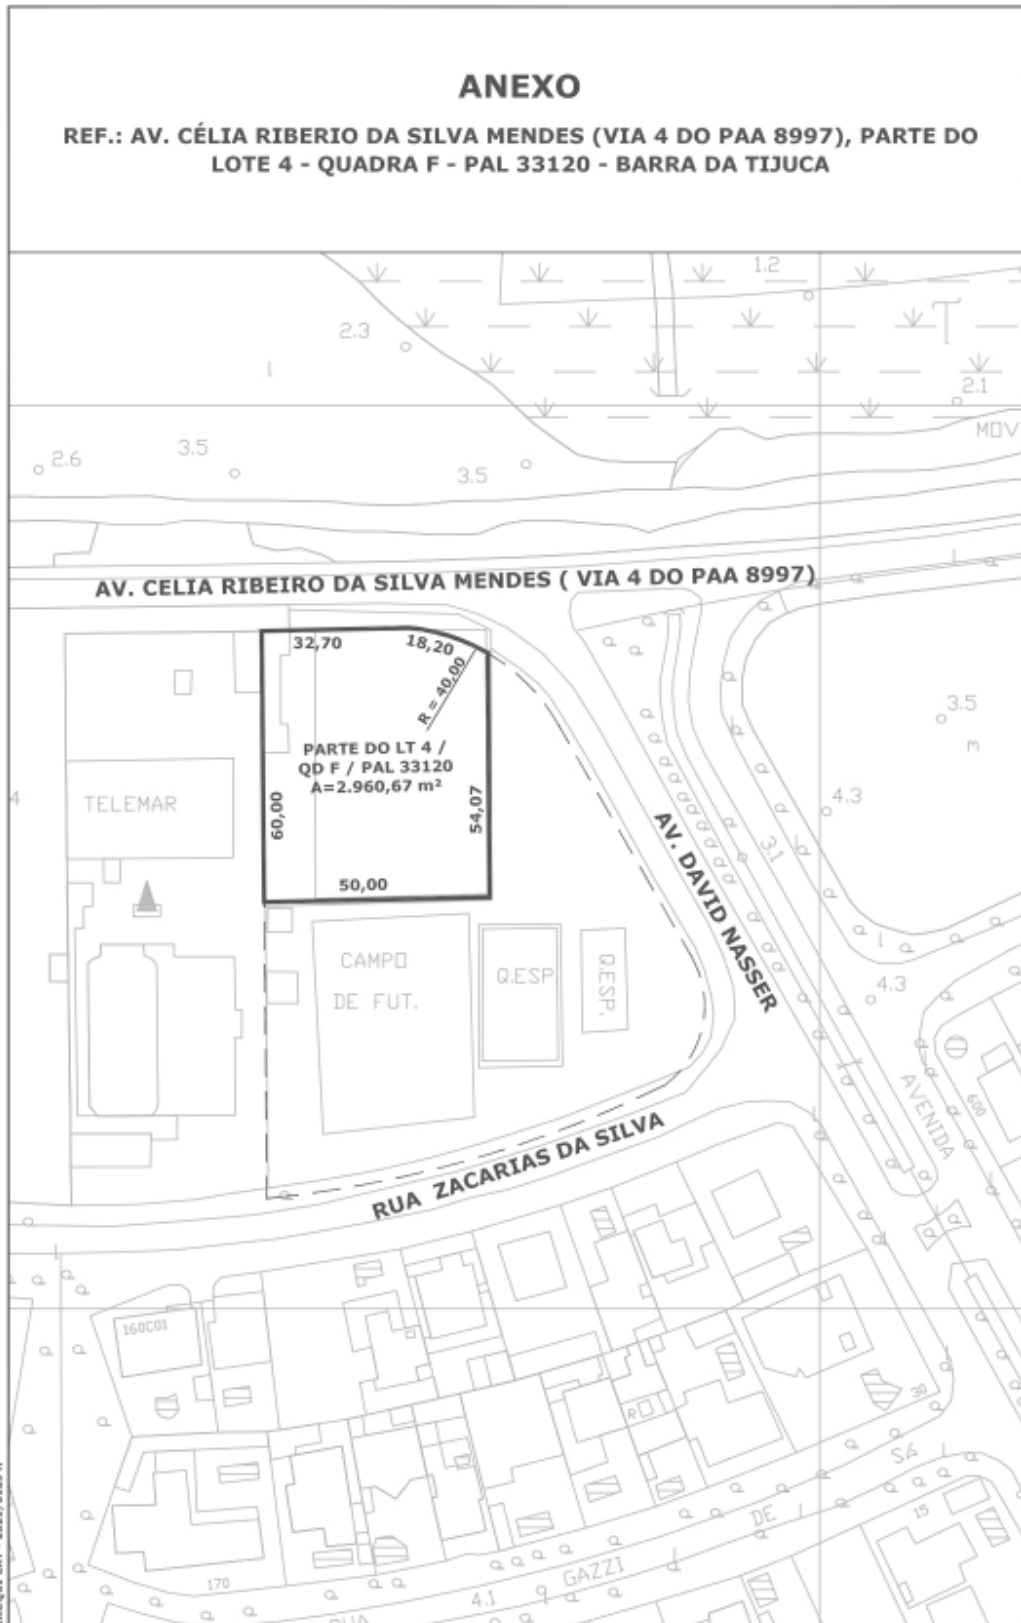 ANEXO
REF.: AV. CÉLIA RIBERIO DA SILVA MENDES (VIA 4 DO PAA 8997), PARTE DO
LOTE 4 - QUADRA F - PAL 33120 - BARRA DA TIJUCA
1.2
2.3
2.1
MOV
2.6
3.5
3.5
AV. CELIA RIBEIRO DA SILVA MENDES ( VIA 4 DO PAA 8997)
32,70
18,20
R = 40,00
3.5
m
PARTE DO LT 4 /
QD F / PAL 33120
A=2.960,67 m²
4
TELEMAR
60,00
54,07
4.3
3.1
AV. DAVID NASSER
50,00
CAMPO
DE FUT.
Q.ESP
Q.ESP.
4.3
AVENIDA
600
RUA ZACARIAS DA SILVA
160C01
30
R
SÁ
DE
15
GAZZI
170
4.1
RUA